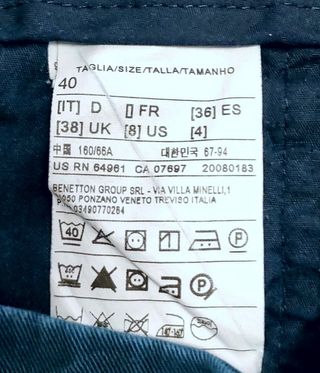 TAGLIA/SIZE/TALLA/TAMANHO
40
[IT] D [] FR [36] ES
[38] UK [8] US [4]
中国 160/66A 대한민국 67-94
US RN 64961 CA 07697 20080183
BENETTON GROUP SRL - VIA VILLA MINELLI,1
PONZANO VENETO TREVISO ITALIA
03490770264
40 P
P